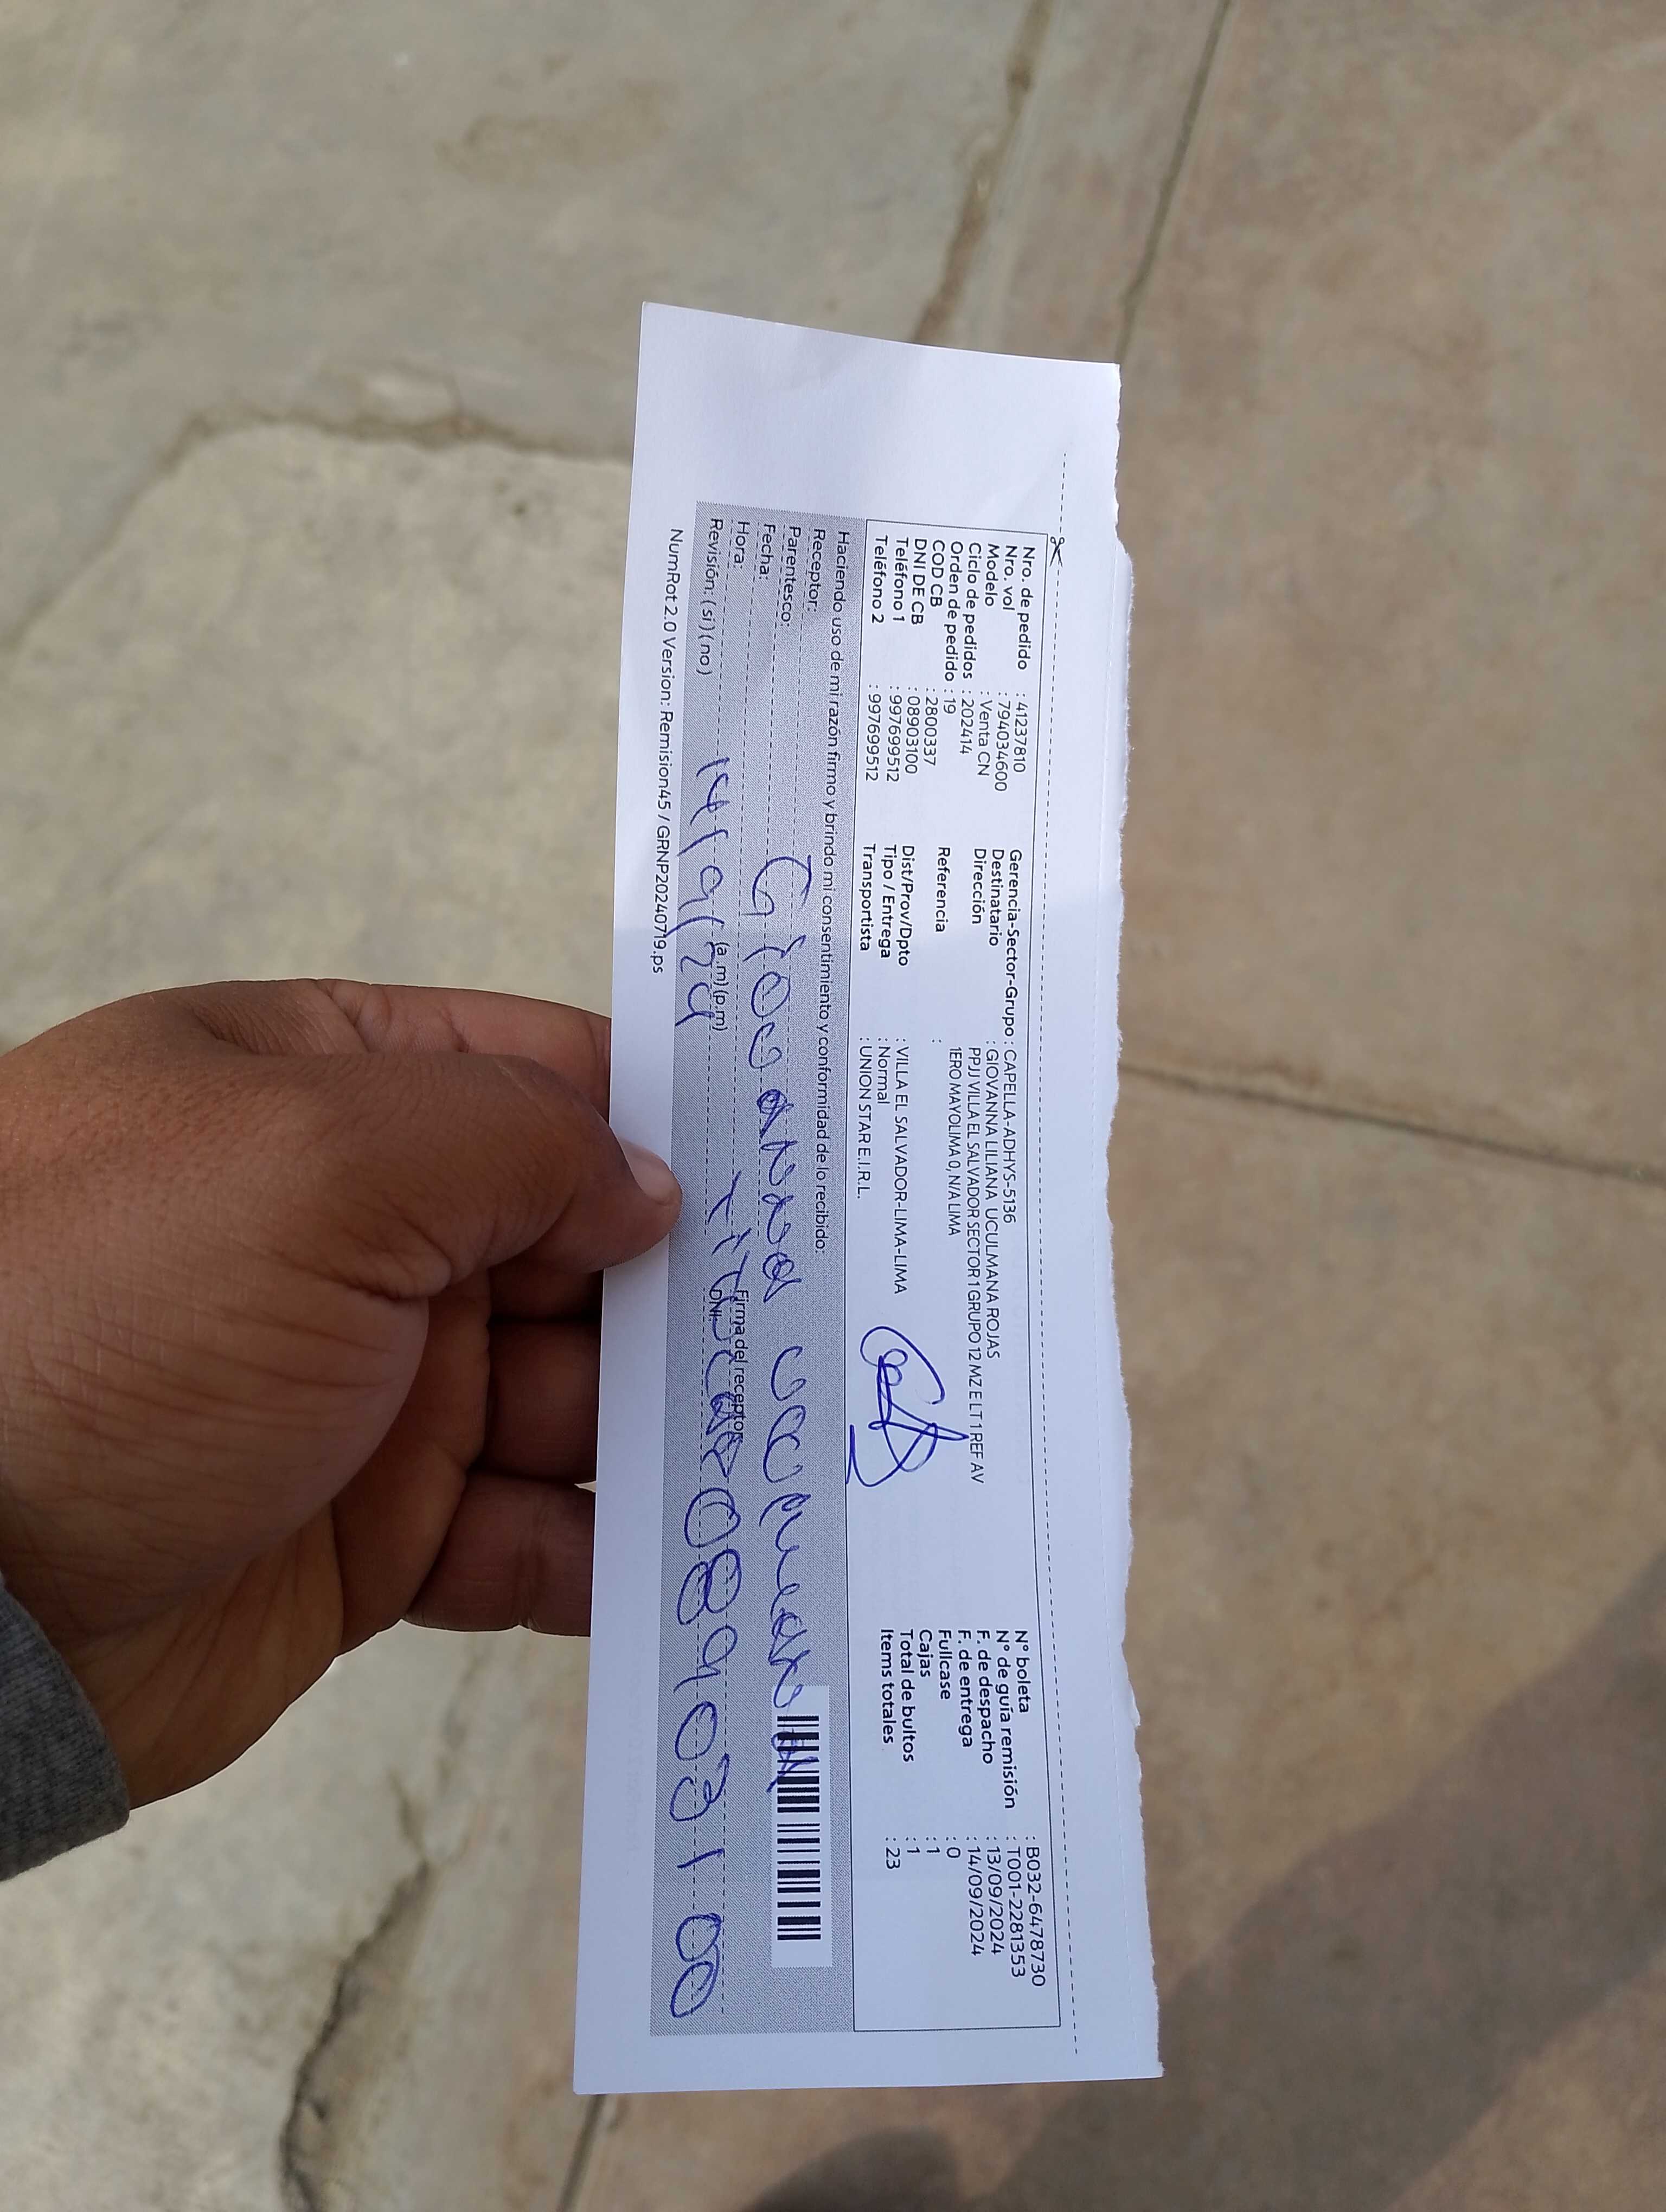 Nro. de pedido : 41237810
Nro. vol : 794034600
Modelo : Venta CN
Ciclo de pedidos : 202414
Orden de pedido : 19
COD CB : 2800337
DNI DE CB : 08903100
Teléfono 1 : 997699512
Teléfono 2 : 997699512
Gerencia-Sector-Grupo : CAPELLA-ADHYS-5136
Destinatario : GIOVANNA LILIANA UCULMANA ROJAS
Dirección PPJJ VILLA EL SALVADOR SECTOR 1 GRUPO 12 MZ E LT 1 REF AV
1ERO MAYOLIMA 0, N/A LIMA
Referencia :
Dist/Prov/Dpto : VILLA EL SALVADOR-LIMA-LIMA
Tipo / Entrega : Normal
Transportista : UNION STAR E.I.R.L.
N° boleta : B032-6478730
N° de guía remisión : T001-2281353
F. de despacho : 13/09/2024
F. de entrega : 14/09/2024
Fullcase : 0
Cajas : 1
Total de bultos : 1
Items totales : 23
Haciendo uso de mi razón firmo y brindo mi consentimiento y conformidad de lo recibido:
Receptor:
Parentesco:
Fecha:
Hora: (a.m) (p.m)
Revisión: (si) (no)
Firma del receptor
DNI:
Giovanna
Titular 08903100
14/9/24
NumRot 2.0 Version: Remision45 / GRNP20240719.ps